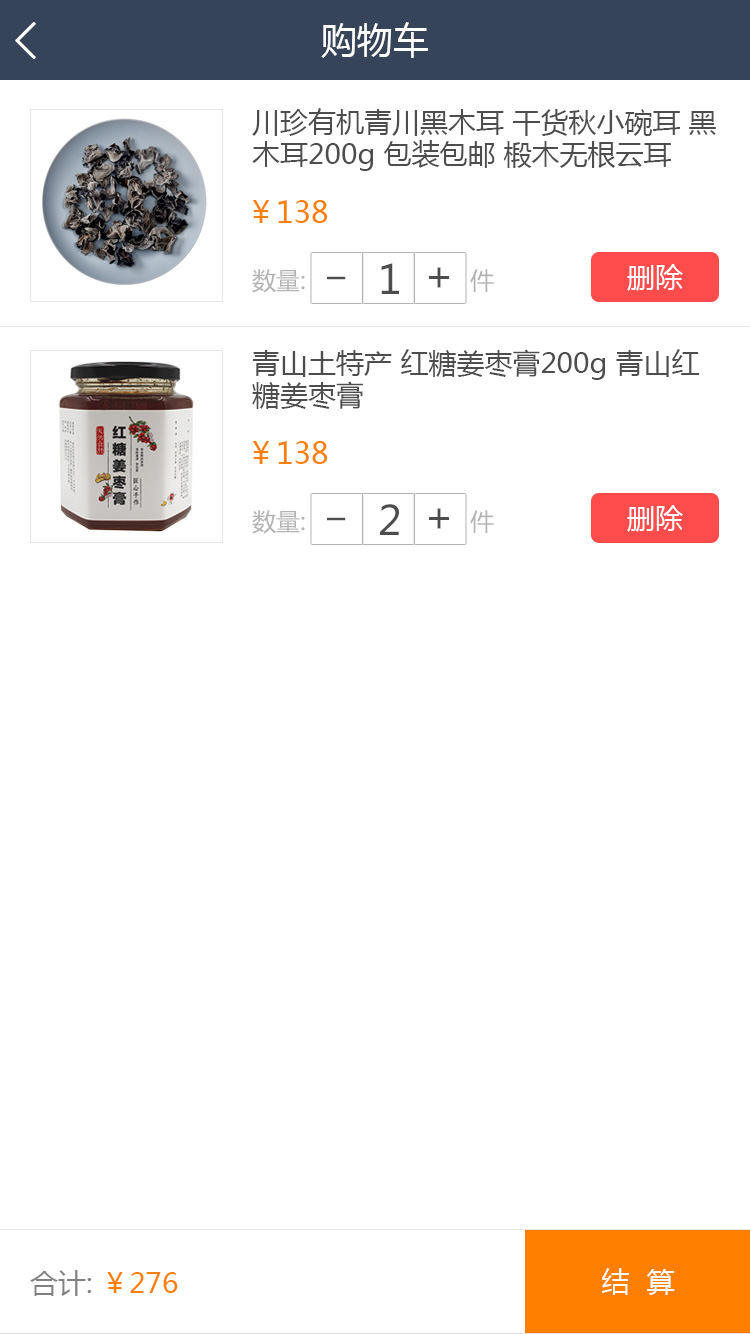 购物车
川珍有机青川黑木耳 干货秋小碗耳 黑
木耳200g 包装包邮 椴木无根云耳
¥138
数量: − 1 + 件
删除
青山土特产 红糖姜枣膏200g 青山红
糖姜枣膏
¥138
数量: − 2 + 件
删除
红糖姜枣膏
匠心手作
合计: ¥276
结 算